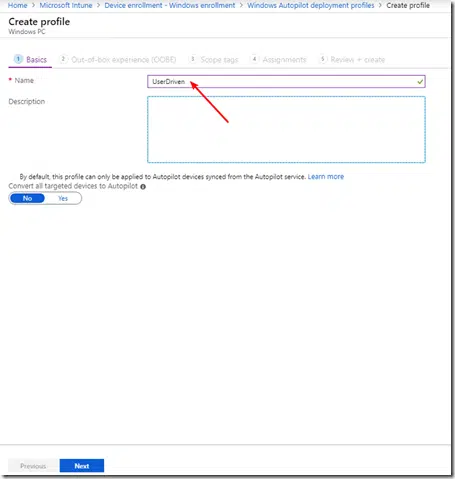 Home > Microsoft Intune > Device enrollment - Windows enrollment > Windows Autopilot deployment profiles > Create profile
Create profile
Windows PC
1 Basics 2 Out-of-box experience (OOBE) 3 Scope tags 4 Assignments 5 Review + create
* Name UserDriven
Description
By default, this profile can only be applied to Autopilot devices synced from the Autopilot service. Learn more
Convert all targeted devices to Autopilot
No Yes
Previous Next